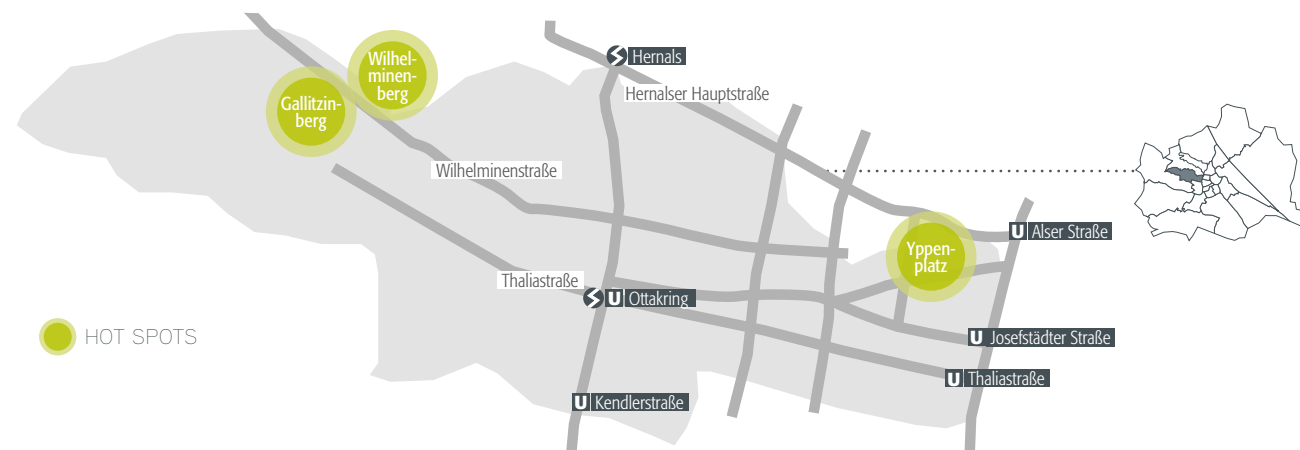 Wilhel-
minen-
berg
Gallitzin-
berg
Hernals
Hernalser Hauptstraße
Wilhelminenstraße
Yppen-
platz
U Alser Straße
Thaliastraße
U Ottakring
HOT SPOTS
U Josefstädter Straße
U Thaliastraße
U Kendlerstraße